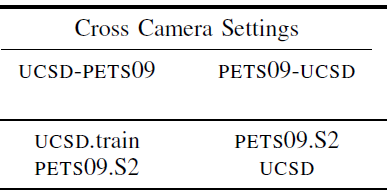 Cross Camera Settings
UCSD-PETS09 PETS09-UCSD
UCSD.train PETS09.S2
PETS09.S2 UCSD